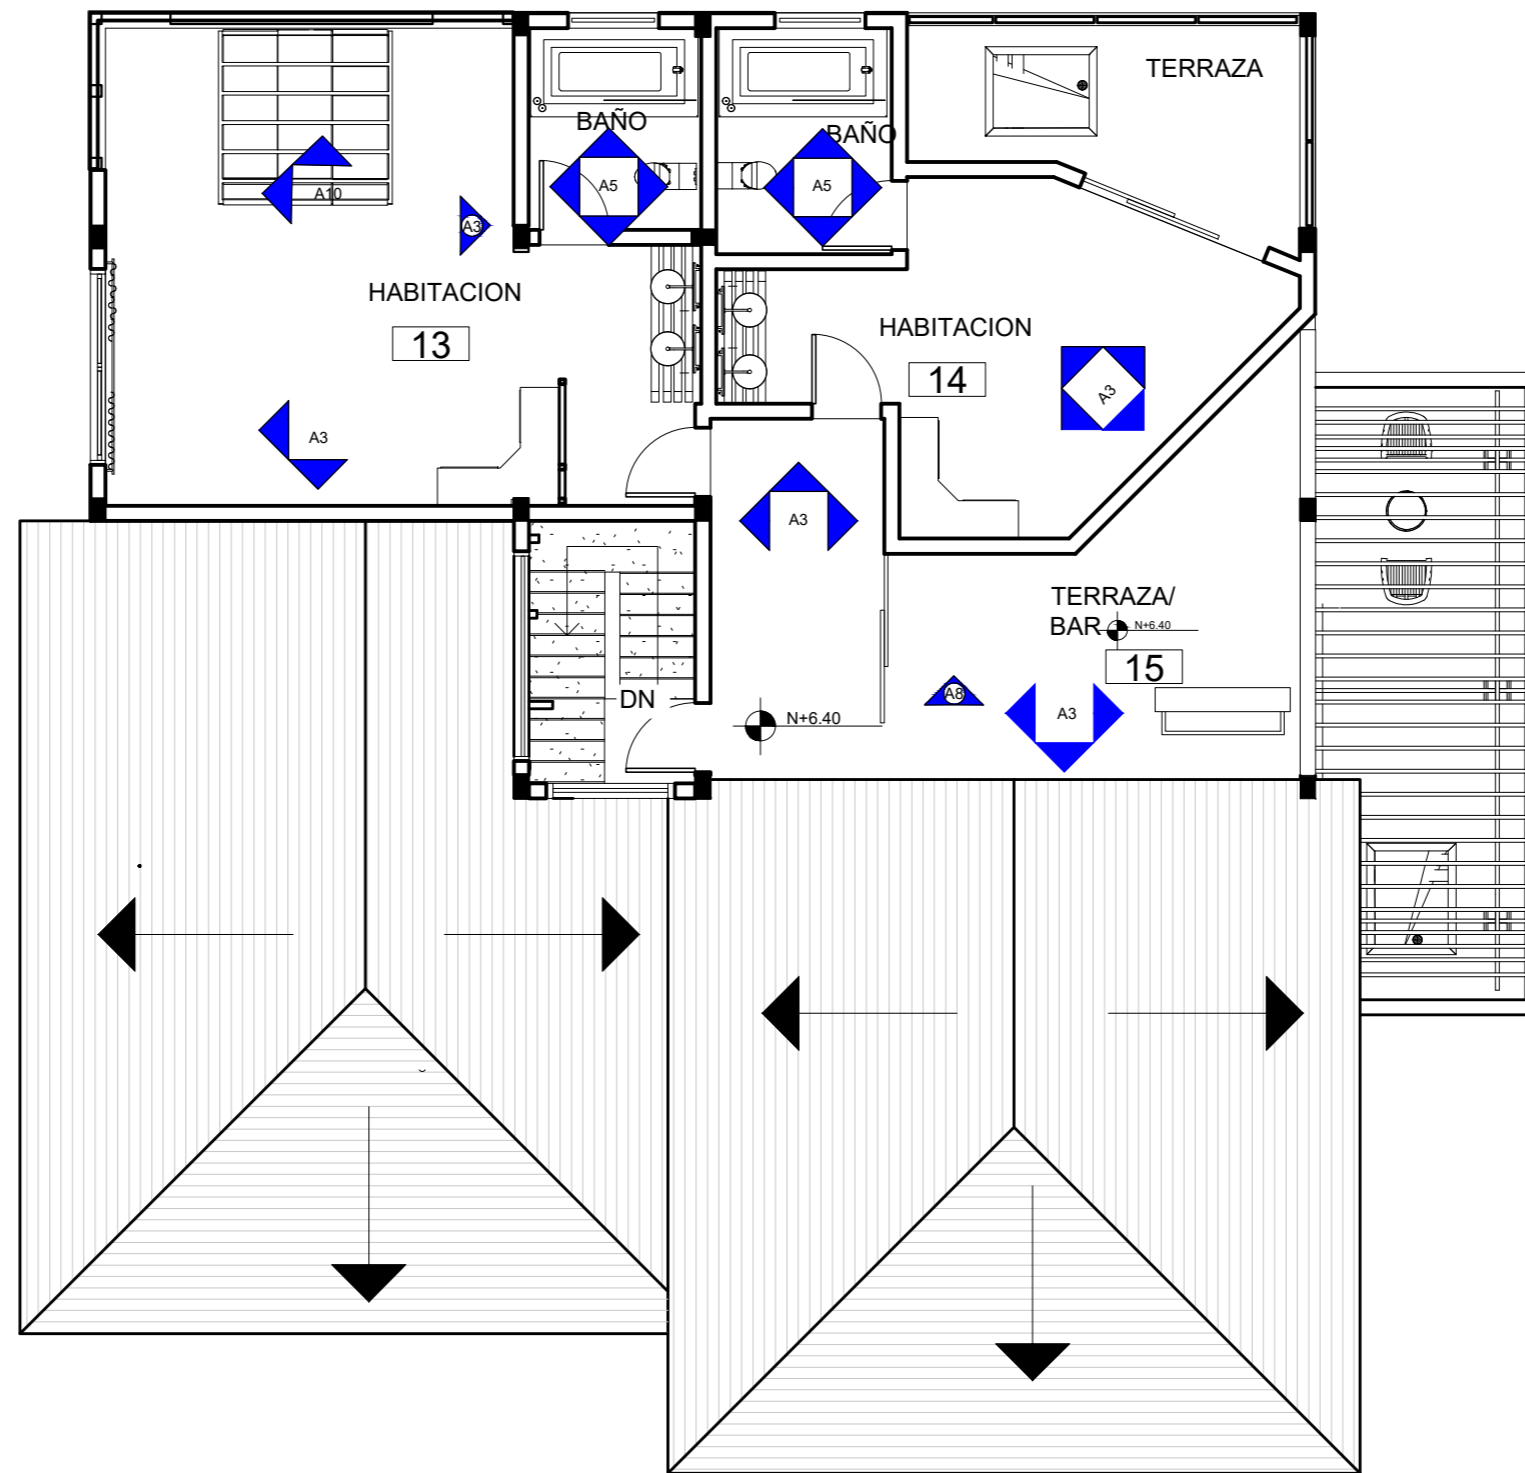 TERRAZA
BAÑO
BAÑO
A5
A5
A10
A3
HABITACION
13
HABITACION
14
A3
A3
A3
TERRAZA/
BAR
N+6.40
15
DN
A8
A3
N+6.40